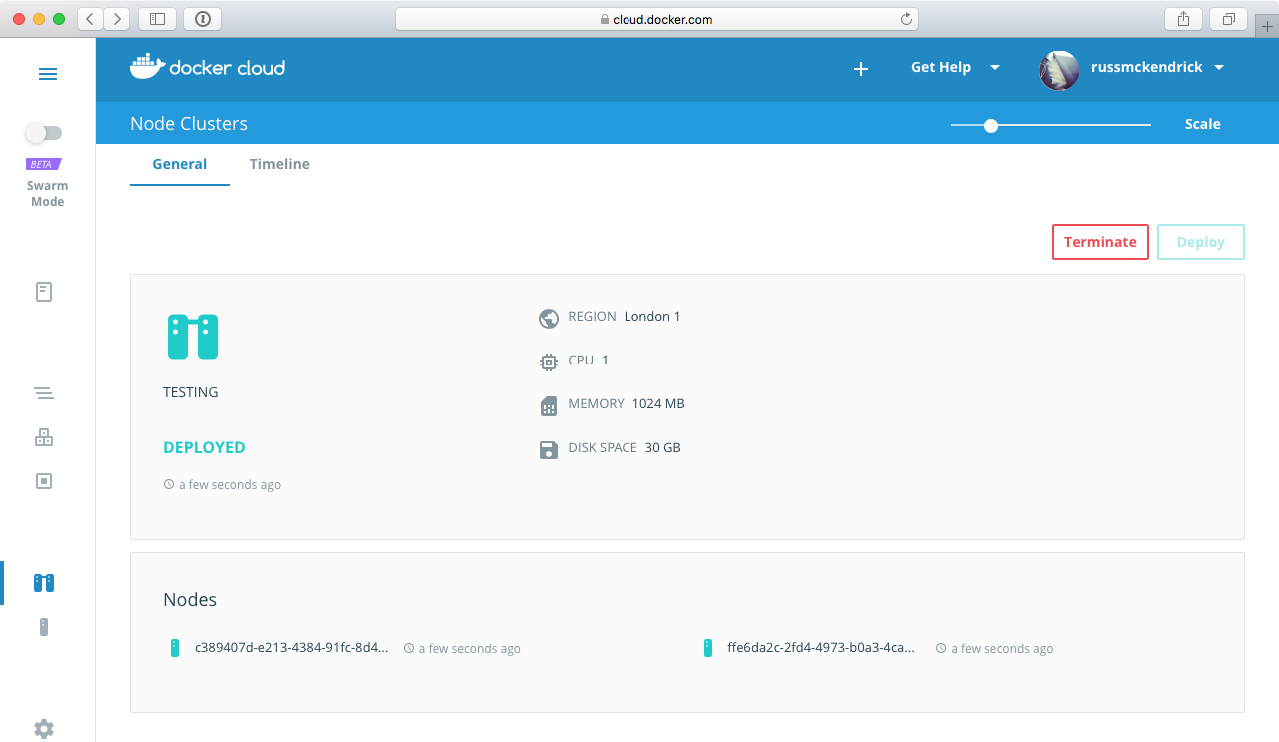 cloud.docker.com
docker cloud
Get Help
russmckendrick
Node Clusters
Scale
General
Timeline
BETA
Swarm
Mode
Terminate
Deploy
REGION London 1
CPU 1
MEMORY 1024 MB
DISK SPACE 30 GB
TESTING
DEPLOYED
a few seconds ago
Nodes
c389407d-e213-4384-91fc-8d4... a few seconds ago
ffe6da2c-2fd4-4973-b0a3-4ca... a few seconds ago